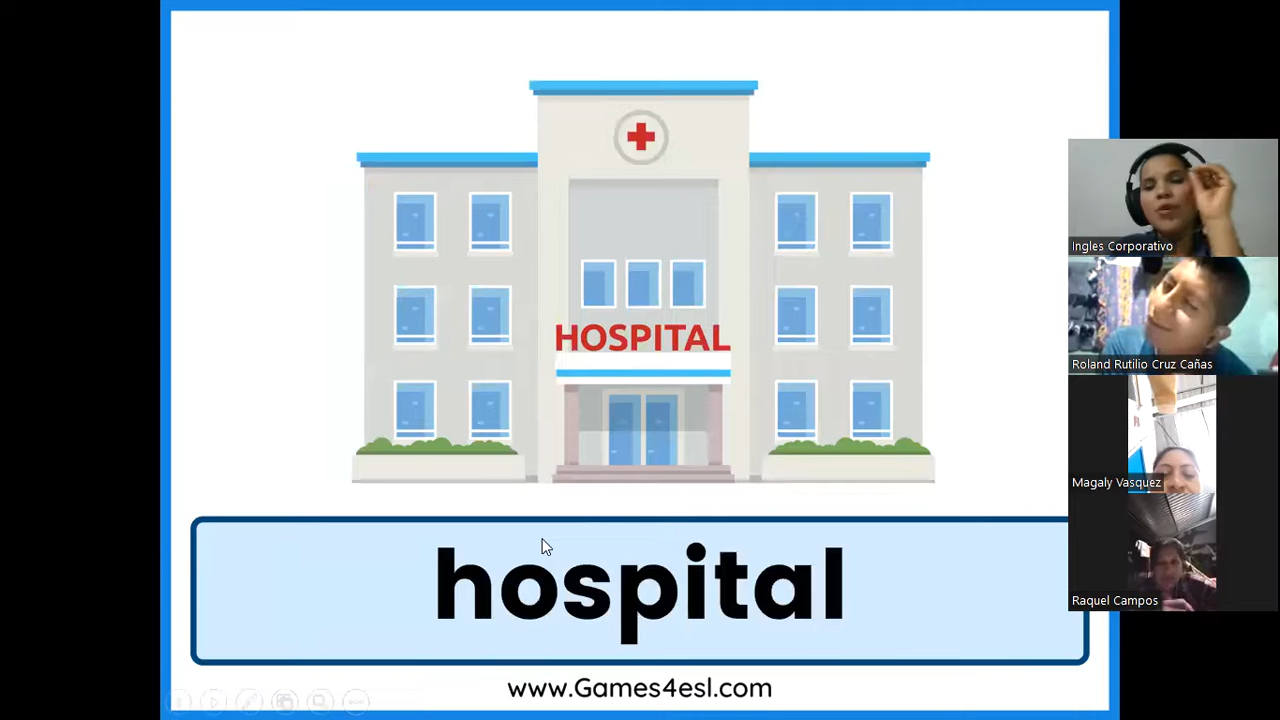 HOSPITAL
hospital
www.Games4esl.com
Ingles Corporativo
Roland Rutilio Cruz Cañas
Magaly Vasquez
Raquel Campos